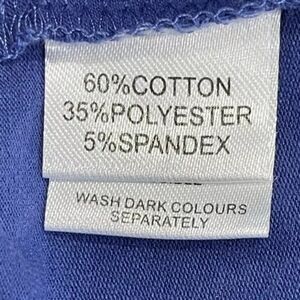 60%COTTON
35%POLYESTER
5%SPANDEX
WASH DARK COLOURS
SEPARATELY